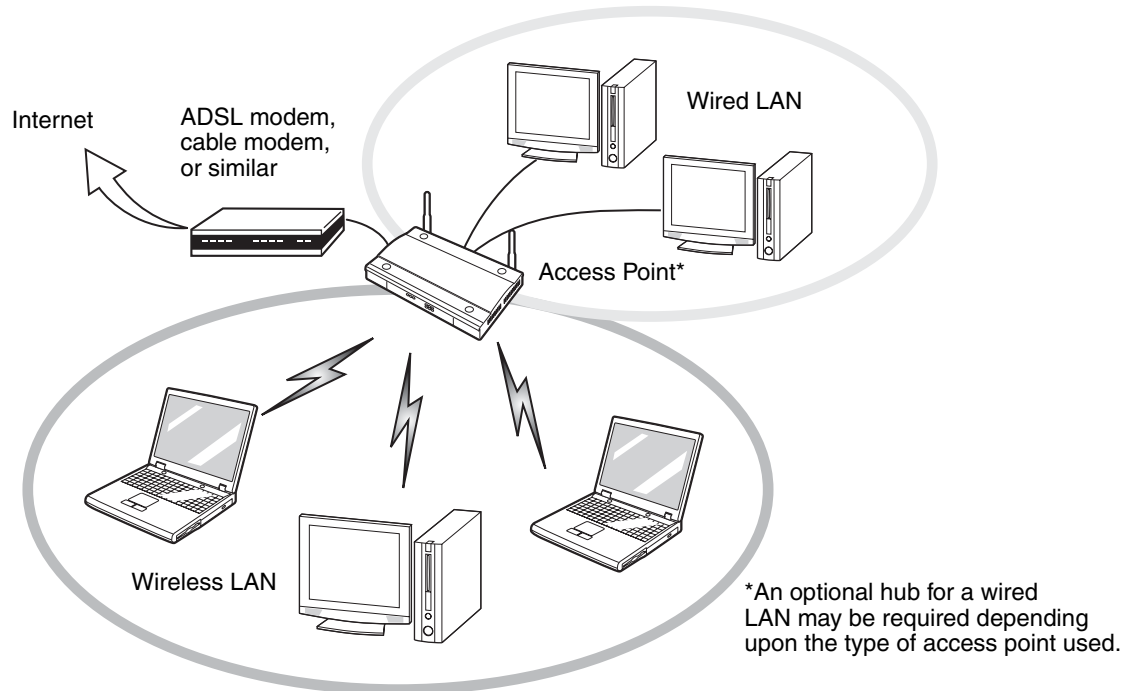 Internet
ADSL modem,
cable modem,
or similar
Wired LAN
Access Point*
Wireless LAN
*An optional hub for a wired
LAN may be required depending
upon the type of access point used.